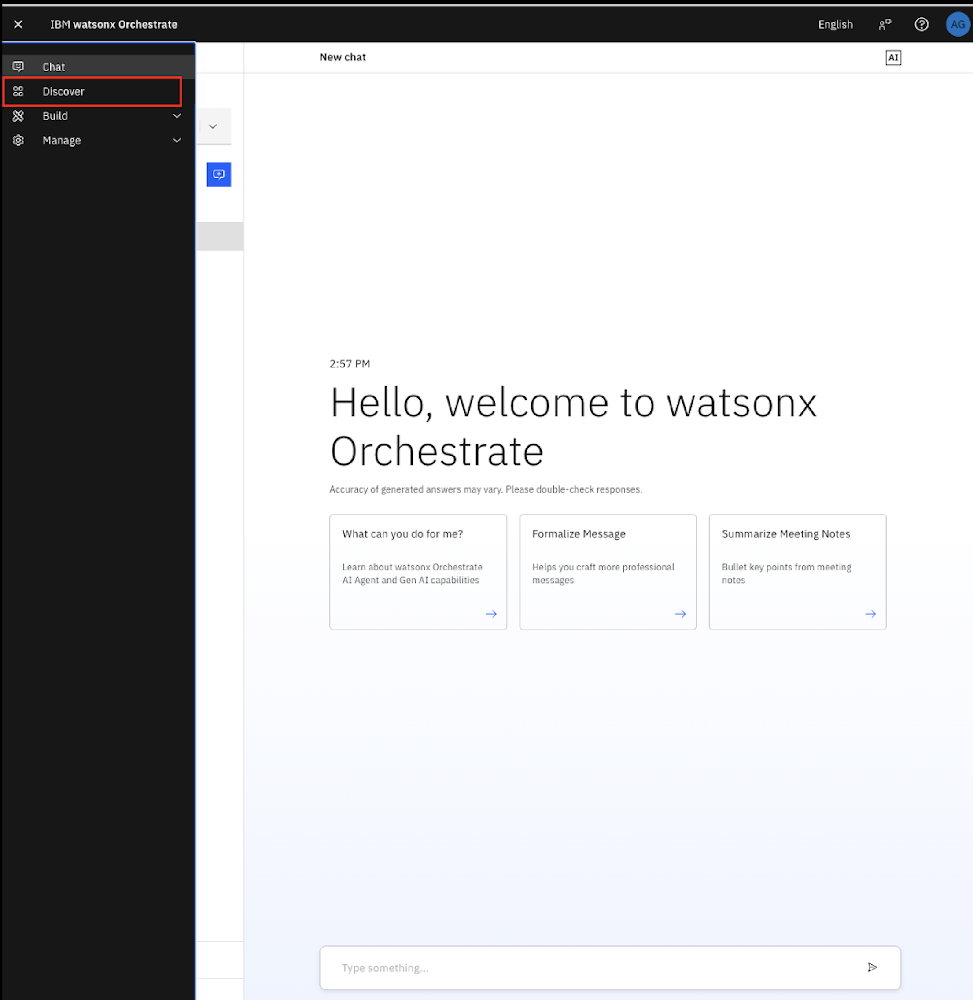 IBM watsonx Orchestrate
English
AG
Chat
Discover
Build
Manage
New chat
AI
2:57 PM
Hello, welcome to watsonx
Orchestrate
Accuracy of generated answers may vary. Please double-check responses.
What can you do for me?
Learn about watsonx Orchestrate
AI Agent and Gen AI capabilities
Formalize Message
Helps you craft more professional
messages
Summarize Meeting Notes
Bullet key points from meeting
notes
Type something...